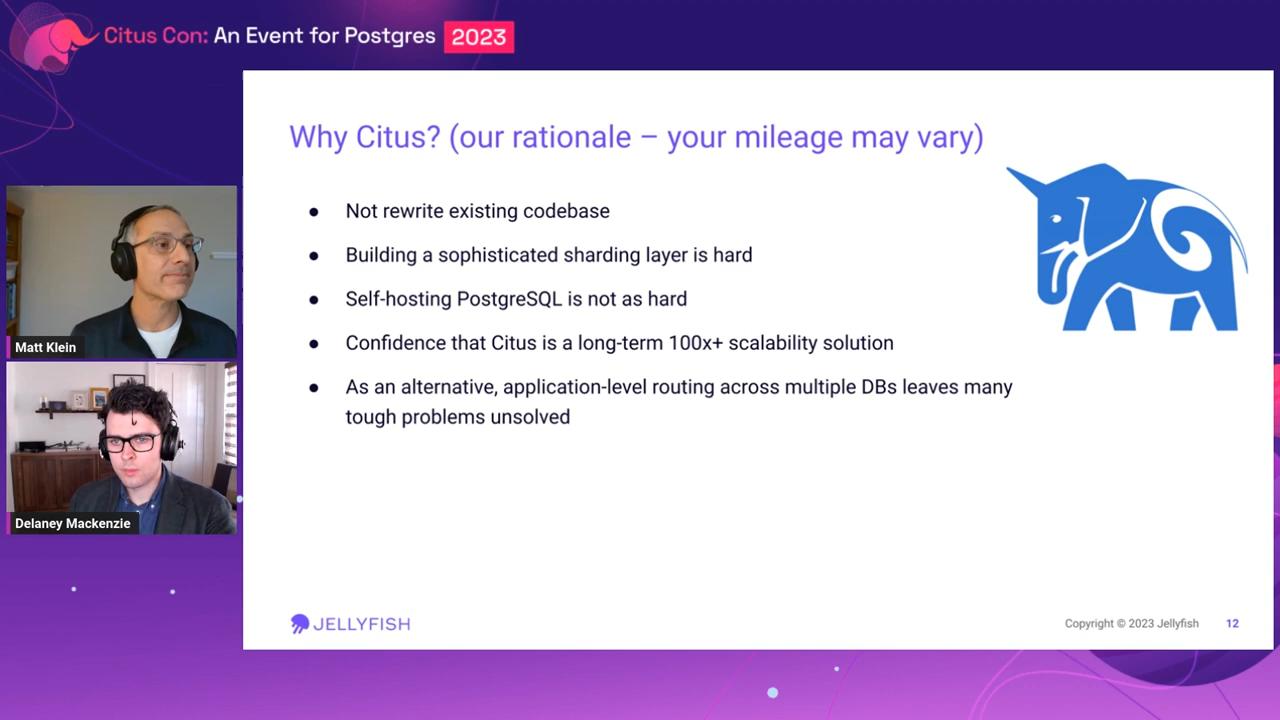 Citus Con: An Event for Postgres 2023
Why Citus? (our rationale – your mileage may vary)
● Not rewrite existing codebase
● Building a sophisticated sharding layer is hard
● Self-hosting PostgreSQL is not as hard
● Confidence that Citus is a long-term 100x+ scalability solution
● As an alternative, application-level routing across multiple DBs leaves many
tough problems unsolved
Matt Klein
Delaney Mackenzie
JELLYFISH
Copyright © 2023 Jellyfish 12